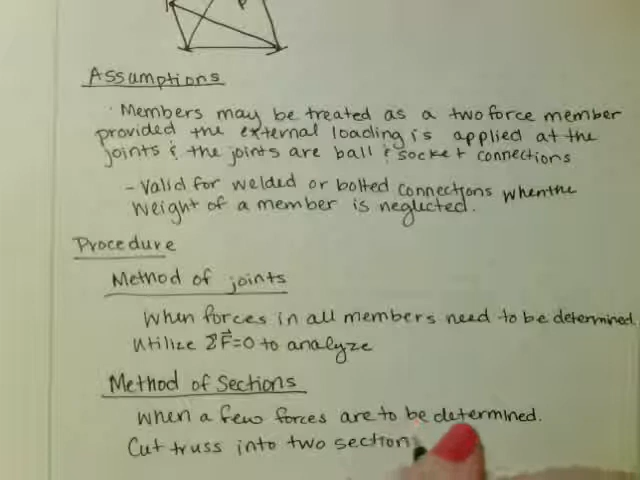 P
Assumptions
· Members may be treated as a two force member
provided the external loading is applied at the
joints & the joints are ball & socket connections
- Valid for welded or bolted connections when the
weight of a member is neglected.
Procedure
Method of joints
When forces in all members need to be determined.
Utilize ΣF⃗=0 to analyze
Method of Sections
When a few forces are to be determined.
Cut truss into two section